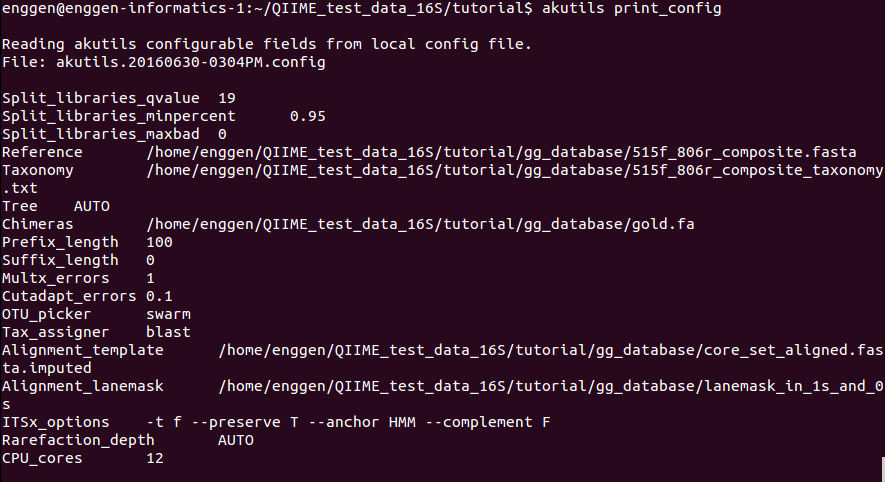 enggen@enggen-informatics-1:~/QIIME_test_data_16S/tutorial$ akutils print_config
Reading akutils configurable fields from local config file.
File: akutils.20160630-0304PM.config
Split_libraries_qvalue 19
Split_libraries_minpercent 0.95
Split_libraries_maxbad 0
Reference /home/enggen/QIIME_test_data_16S/tutorial/gg_database/515f_806r_composite.fasta
Taxonomy /home/enggen/QIIME_test_data_16S/tutorial/gg_database/515f_806r_composite_taxonomy
.txt
Tree AUTO
Chimeras /home/enggen/QIIME_test_data_16S/tutorial/gg_database/gold.fa
Prefix_length 100
Suffix_length 0
Multx_errors 1
Cutadapt_errors 0.1
OTU_picker swarm
Tax_assigner blast
Alignment_template /home/enggen/QIIME_test_data_16S/tutorial/gg_database/core_set_aligned.fas
ta.imputed
Alignment_lanemask /home/enggen/QIIME_test_data_16S/tutorial/gg_database/lanemask_in_1s_and_0
s
ITSx_options -t f --preserve T --anchor HMM --complement F
Rarefaction_depth AUTO
CPU_cores 12